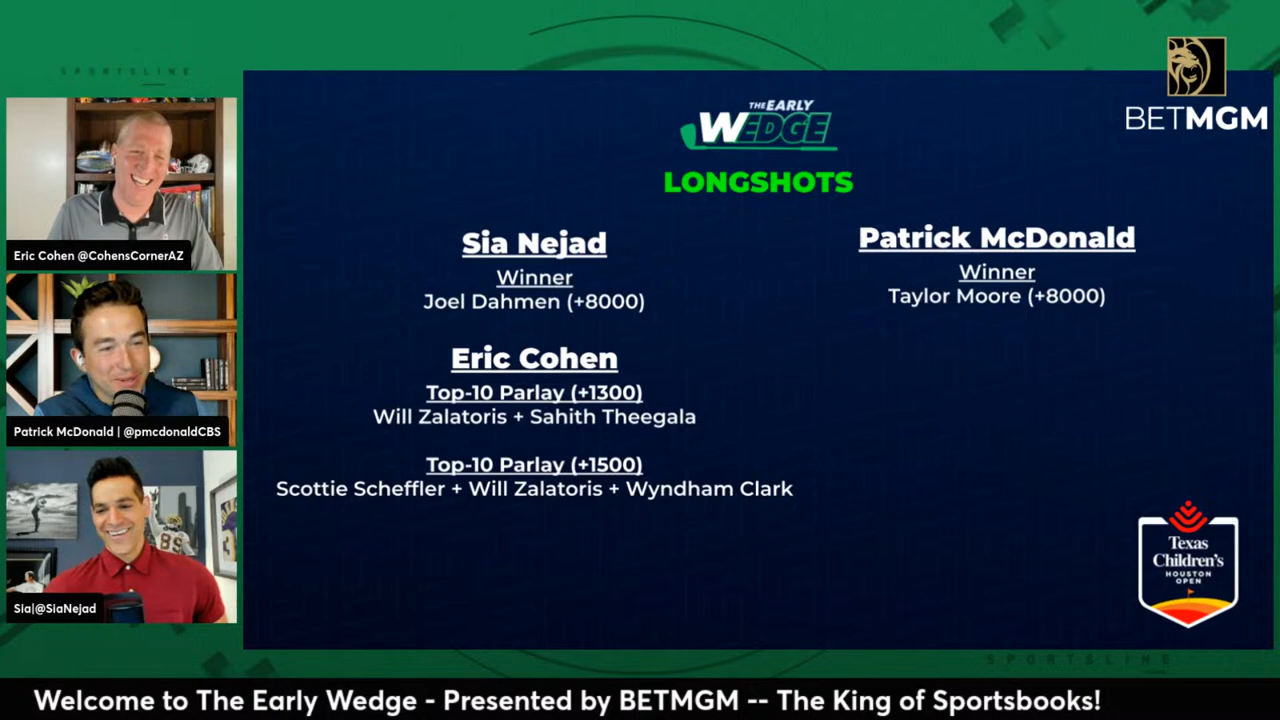 SPORTSLINE
BETMGM
THE EARLY
WEDGE
LONGSHOTS
Eric Cohen @CohensCornerAZ
Patrick McDonald | @pmcdonaldCBS
Sia|@SiaNejad
Sia Nejad
Winner
Joel Dahmen (+8000)
Eric Cohen
Top-10 Parlay (+1300)
Will Zalatoris + Sahith Theegala
Top-10 Parlay (+1500)
Scottie Scheffler + Will Zalatoris + Wyndham Clark
Patrick McDonald
Winner
Taylor Moore (+8000)
89
Texas
Children's
HOUSTON
OPEN
SPORTSLINE
Welcome to The Early Wedge - Presented by BETMGM -- The King of Sportsbooks!